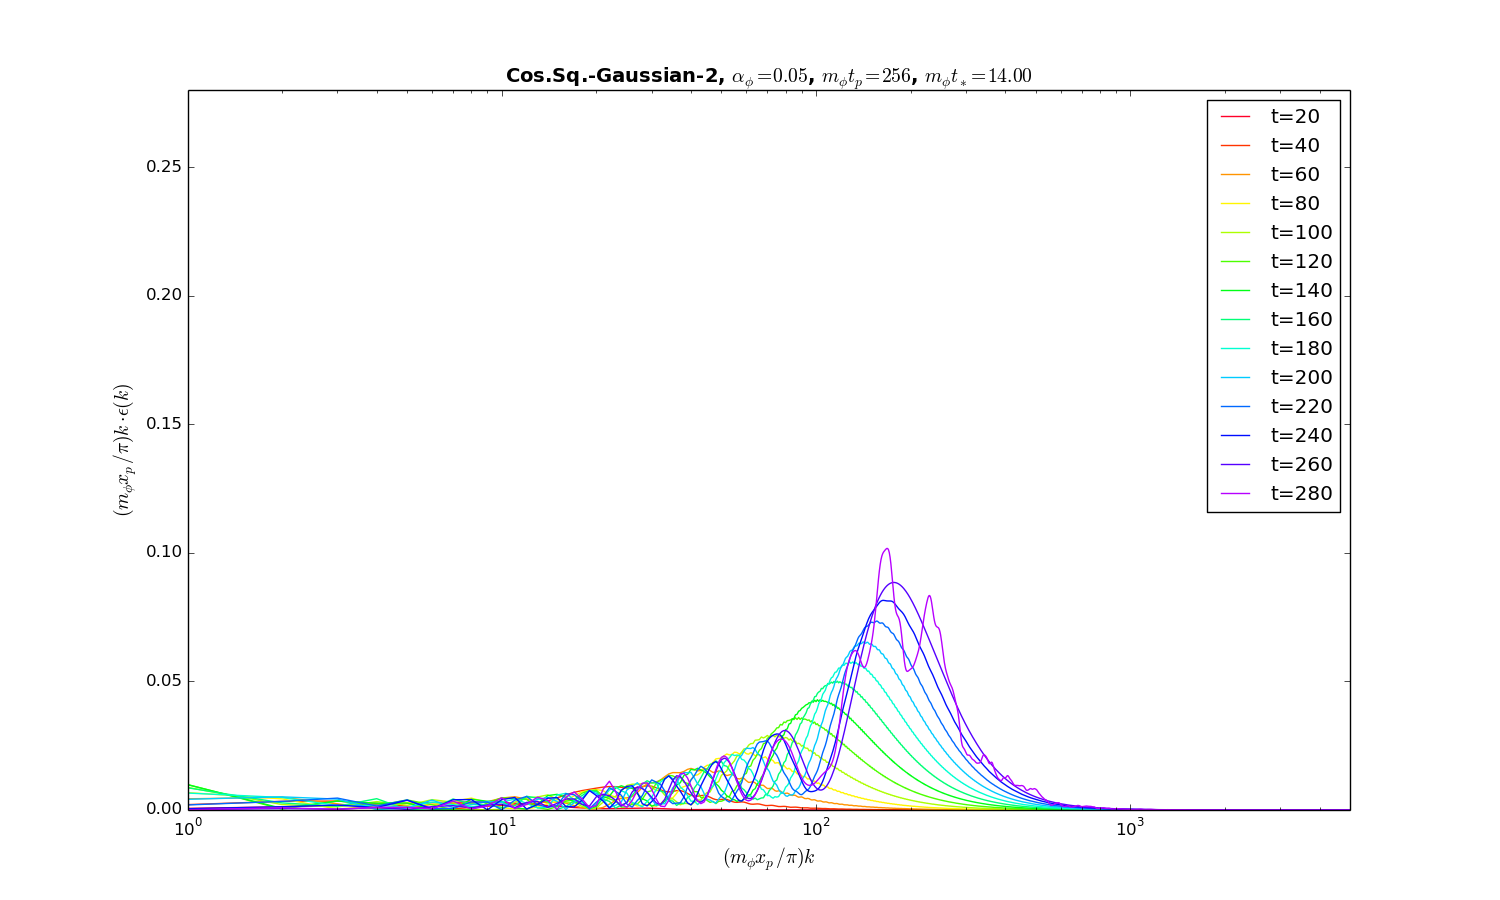 Cos.Sq.-Gaussian-2, α_ϕ=0.05, m_ϕt_p=256, m_ϕt_*=14.00
0.25
0.20
0.15
0.10
0.05
0.00
(m_ϕx_p/π)k·ϵ(k)
10^0
10^1
10^2
10^3
(m_ϕx_p/π)k
t=20
t=40
t=60
t=80
t=100
t=120
t=140
t=160
t=180
t=200
t=220
t=240
t=260
t=280